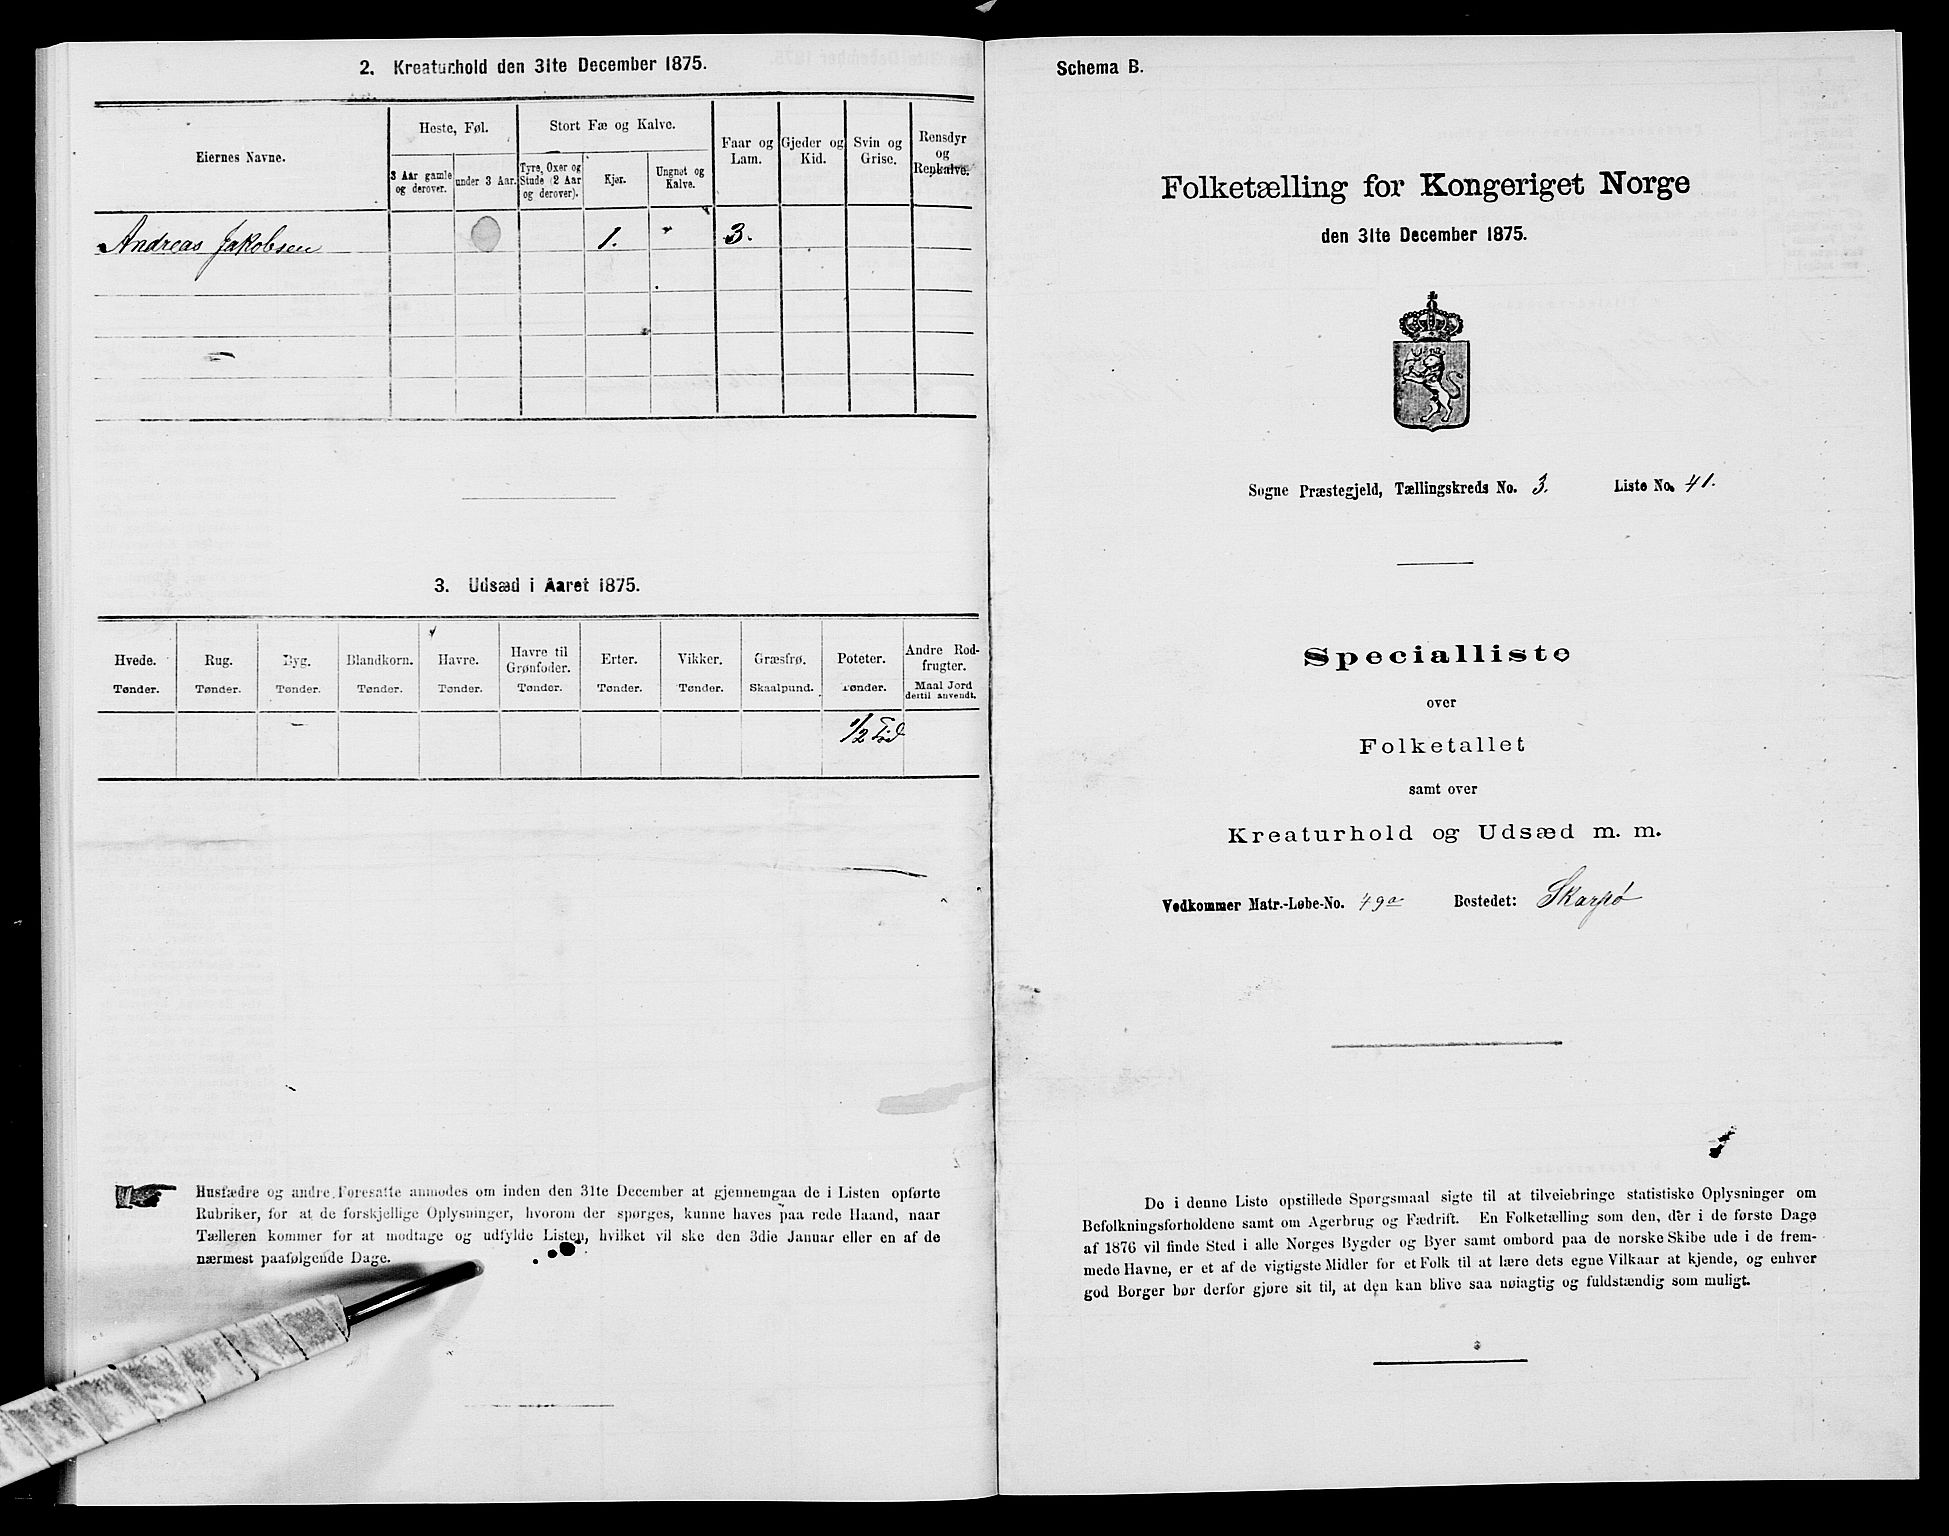 2. Kreaturhold den 31te December 1875.
Eiernes Navne.
Heste, Føl.
3 Aar gamle og derover.
under 3 Aar.
Stort Fæ og Kalve.
Tyre, Oxer og Stude (2 Aar og derover).
Kjør.
Ungnøt og Kalve.
Faar og Lam.
Gjeder og Kid.
Svin og Grise.
Rensdyr og Renkalve.
Andreas Jakobsen 1. " 3.
3. Udsæd i Aaret 1875.
Hvede. Tønder.
Rug. Tønder.
Byg. Tønder.
Blandkorn. Tønder.
Havre. Tønder.
Havre til Grønfoder. Tønder.
Erter. Tønder.
Vikker. Tønder.
Græsfrø. Skaalpund.
Poteter. Tønder.
Andre Rodfrugter. Maal Jord dertil anvendt.
1/2 Tød
Husfædre og andre Foresatte anmodes om inden den 31te December at gjennemgaa de i Listen opførte
Rubriker, for at de forskjellige Oplysninger, hvorom der spørges, kunne haves paa rede Haand, naar
Tælleren kommer for at modtage og udfylde Listen, hvilket vil ske den 3die Januar eller en af de
nærmest paafølgende Dage.
Schema B.
Folketælling for Kongeriget Norge
den 31te December 1875.
Sogne Præstegjeld, Tællingskreds No. 3. Liste No. 41.
Specialliste
over
Folketallet
samt over
Kreaturhold og Udsæd m. m.
Vedkommer Matr.-Løbe-No. 49a Bostedet: Skarpø
De i denne Liste opstillede Spørgsmaal sigte til at tilveiebringe statistiske Oplysninger om
Befolkningsforholdene samt om Agerbrug og Fædrift. En Folketælling som den, der i de første Dage
af 1876 vil finde Sted i alle Norges Bygder og Byer samt ombord paa de norske Skibe ude i de frem-
mede Havne, er et af de vigtigste Midler for et Folk til at lære dets egne Vilkaar at kjende, og enhver
god Borger bør derfor gjøre sit til, at den kan blive saa nøiagtig og fuldstændig som muligt.